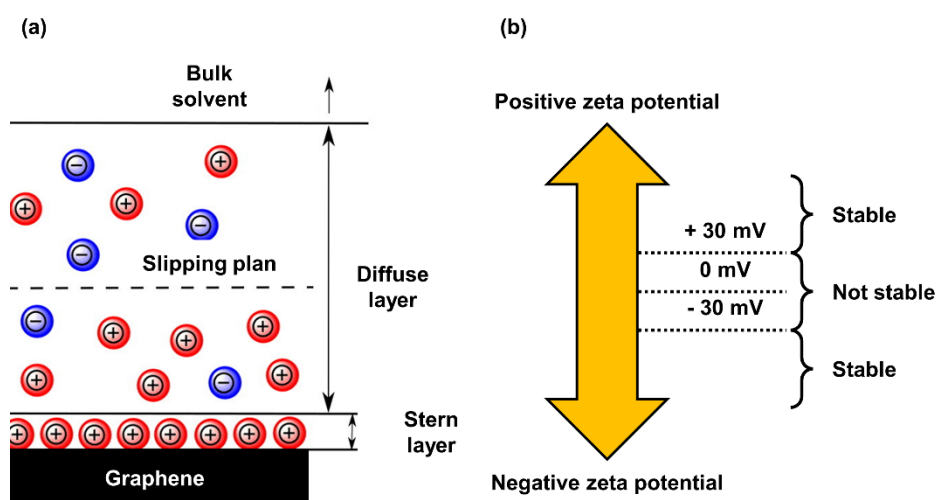 (a)
Bulk
solvent
Slipping plan
Diffuse
layer
Stern
layer
Graphene
(b)
Positive zeta potential
+ 30 mV
0 mV
- 30 mV
Stable
Not stable
Stable
Negative zeta potential